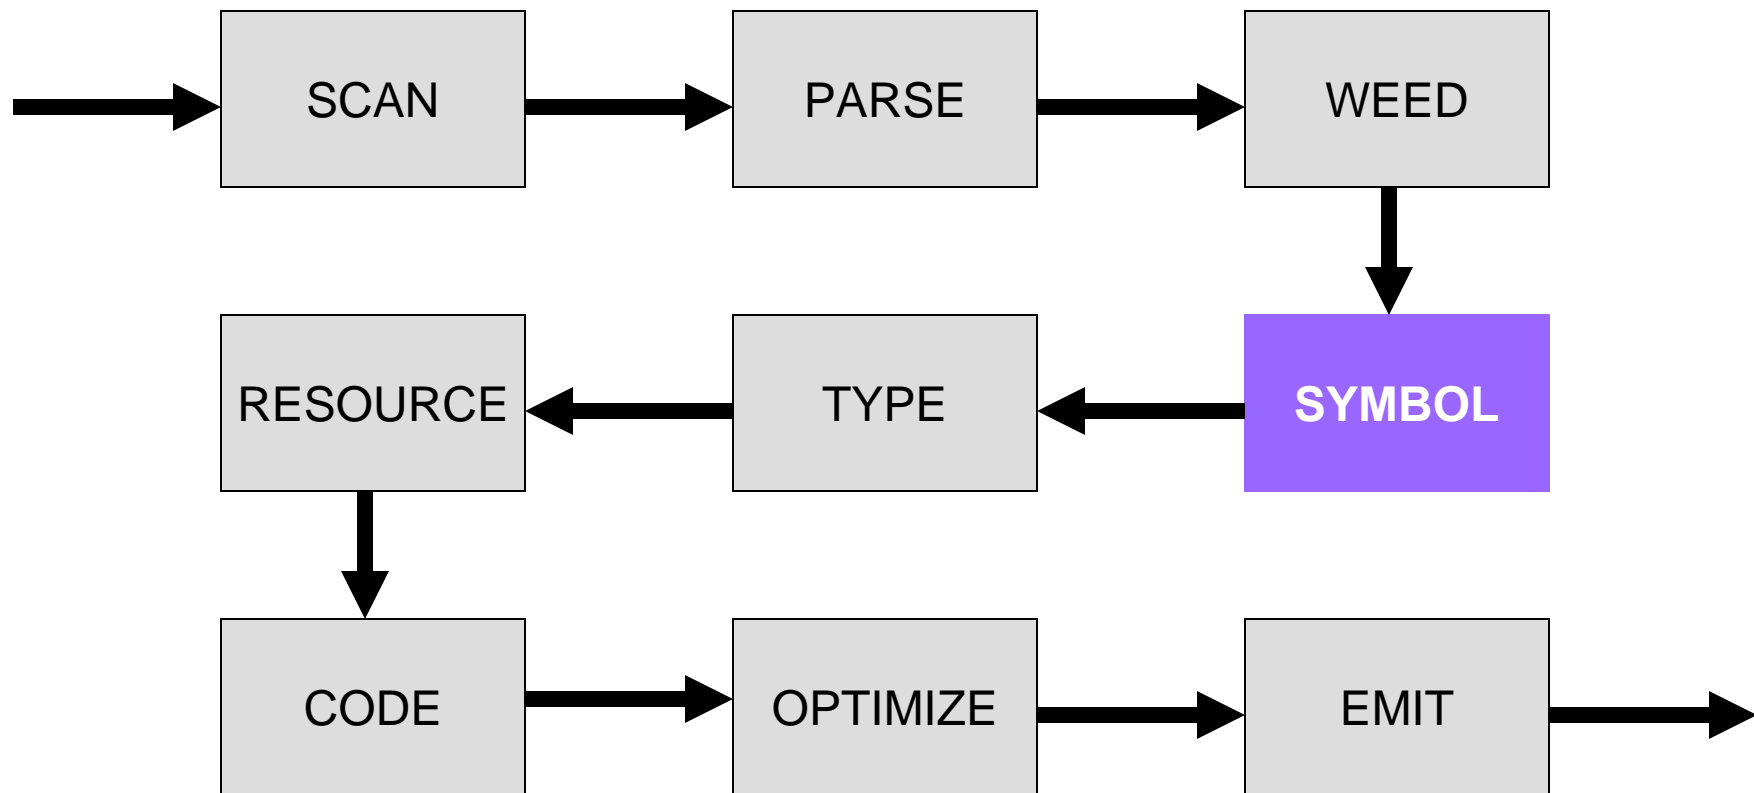 SCAN
PARSE
WEED
RESOURCE
TYPE
SYMBOL
CODE
OPTIMIZE
EMIT